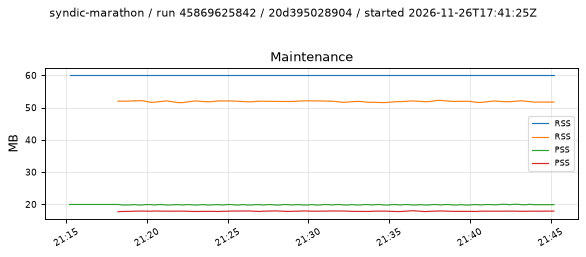 syndic-marathon / run 45869625842 / 20d395028904 / started 2026-11-26T17:41:25Z
Maintenance
MB
60
50
40
30
20
21:15
21:20
21:25
21:30
21:35
21:40
21:45
RSS
RSS
PSS
PSS